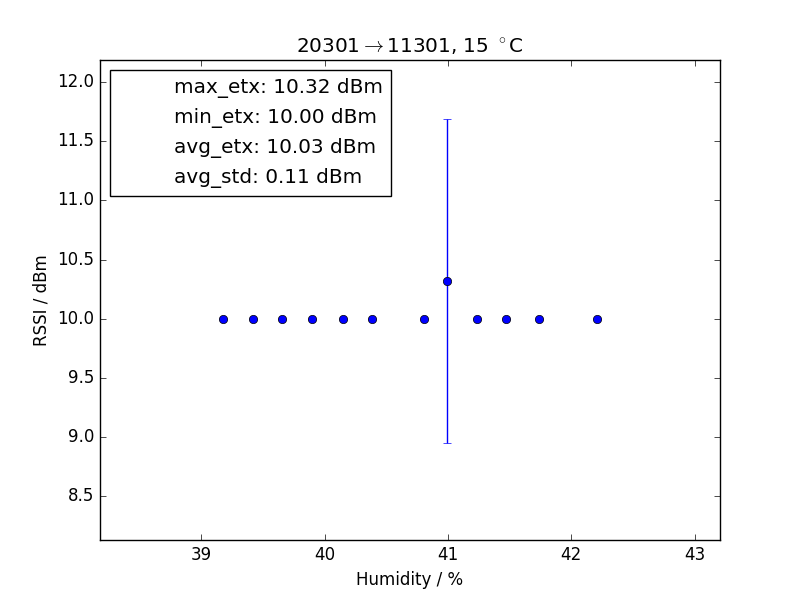 20301→11301, 15 °C
max_etx: 10.32 dBm
min_etx: 10.00 dBm
avg_etx: 10.03 dBm
avg_std: 0.11 dBm
12.0
11.5
11.0
10.5
10.0
9.5
9.0
8.5
RSSI / dBm
39 40 41 42 43
Humidity / %